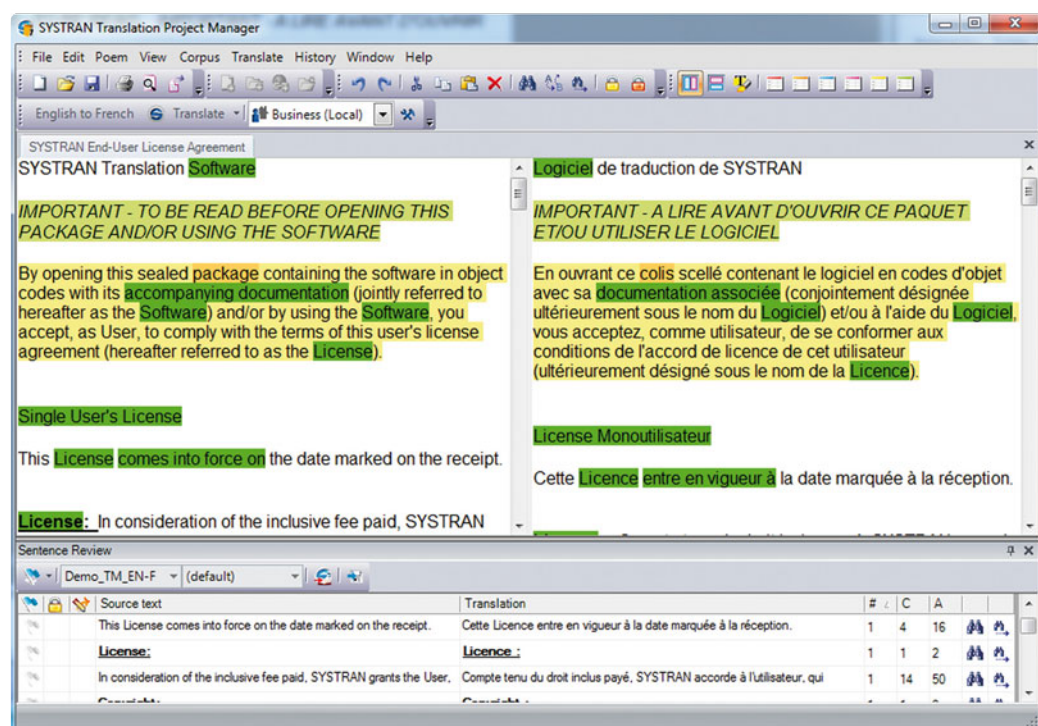 SYSTRAN Translation Project Manager
File Edit Poem View Corpus Translate History Window Help
English to French Translate Business (Local)
SYSTRAN End-User License Agreement
SYSTRAN Translation Software
IMPORTANT - TO BE READ BEFORE OPENING THIS
PACKAGE AND/OR USING THE SOFTWARE
By opening this sealed package containing the software in object
codes with its accompanying documentation (jointly referred to
hereafter as the Software) and/or by using the Software, you
accept, as User, to comply with the terms of this user's license
agreement (hereafter referred to as the License).
Single User's License
This License comes into force on the date marked on the receipt.
License: In consideration of the inclusive fee paid, SYSTRAN
Logiciel de traduction de SYSTRAN
IMPORTANT - A LIRE AVANT D'OUVRIR CE PAQUET
ET/OU UTILISER LE LOGICIEL
En ouvrant ce colis scellé contenant le logiciel en codes d'objet
avec sa documentation associée (conjointement désignée
ultérieurement sous le nom du Logiciel) et/ou à l'aide du Logiciel,
vous acceptez, comme utilisateur, de se conformer aux
conditions de l'accord de licence de cet utilisateur
(ultérieurement désigné sous le nom de la Licence).
License Monoutilisateur
Cette Licence entre en vigueur à la date marquée à la réception.
Sentence Review
Demo_TM_EN-F (default)
Source text Translation # C A
This License comes into force on the date marked on the receipt. Cette Licence entre en vigueur à la date marquée à la réception. 1 4 16
License: Licence : 1 1 2
In consideration of the inclusive fee paid, SYSTRAN grants the User, Compte tenu du droit inclus payé, SYSTRAN accorde à l'utilisateur, qui 1 14 50